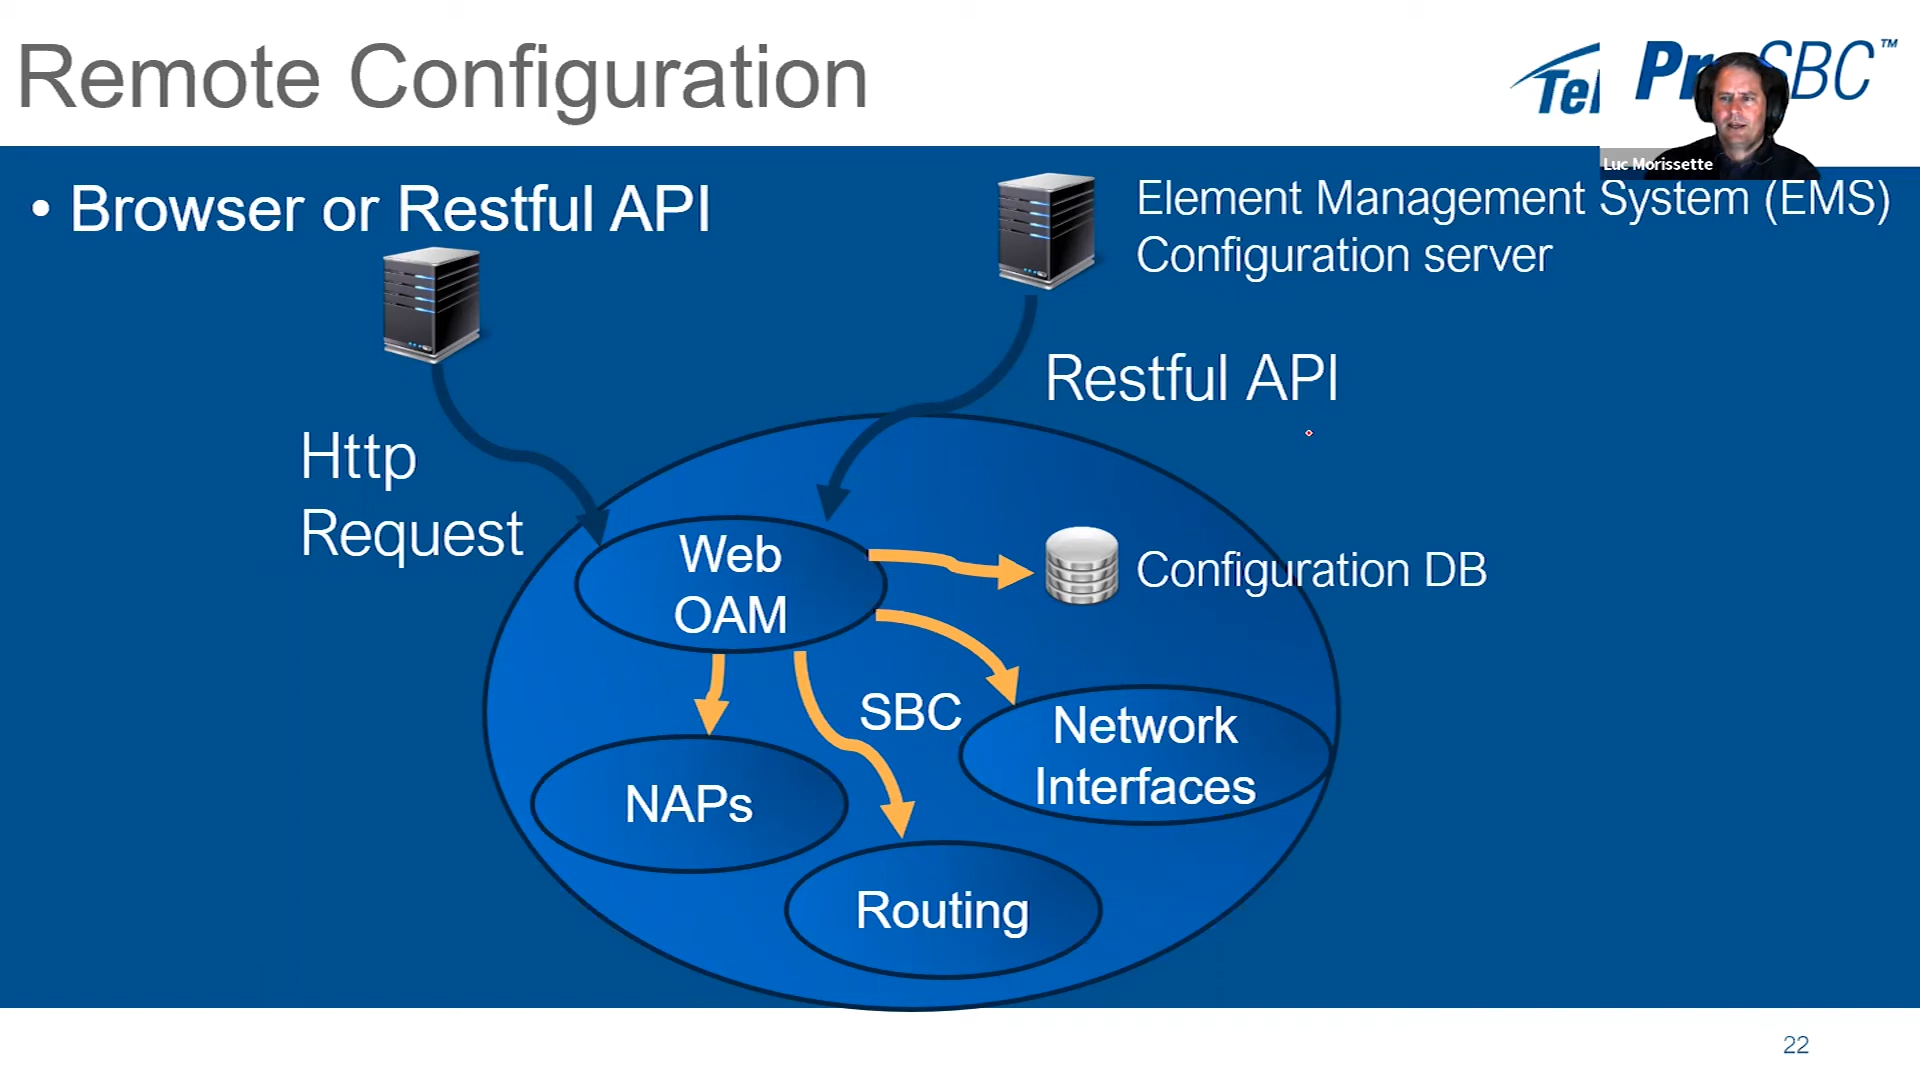 Remote Configuration
SBC™
Luc Morissette
• Browser or Restful API
Element Management System (EMS)
Configuration server
Restful API
Http
Request
Web
OAM
Configuration DB
SBC
Network
Interfaces
NAPs
Routing
22